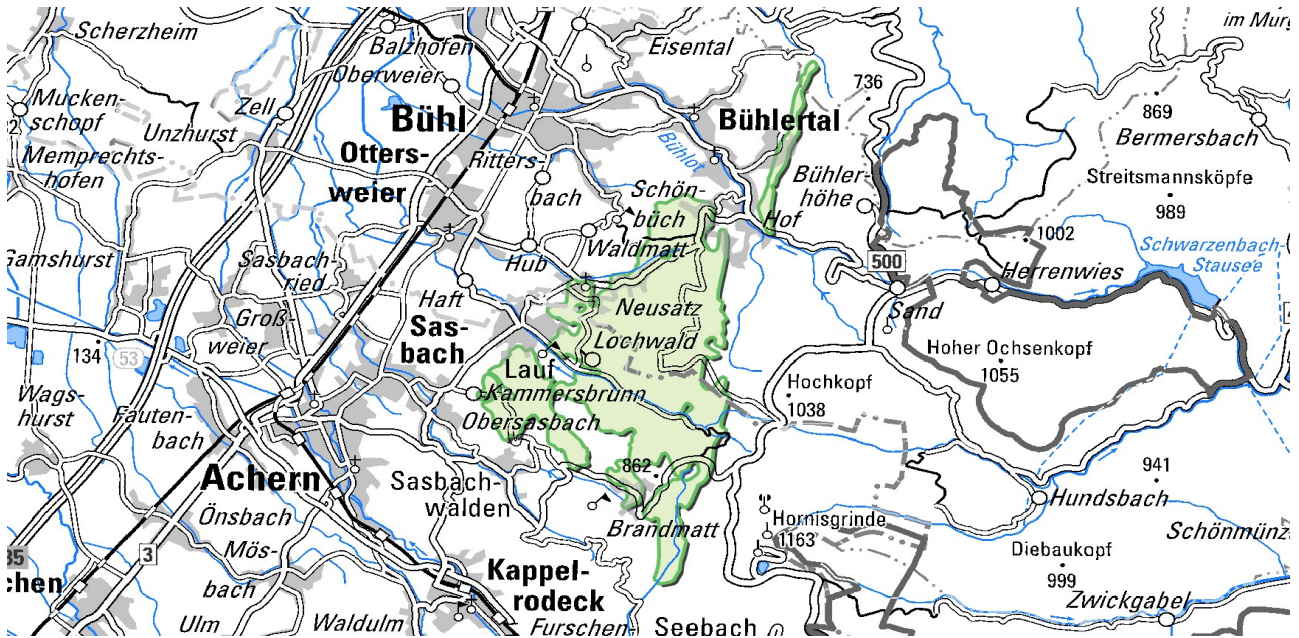 Scherzheim
Balzhofen
Eisental
im Murg
Oberweier
Zell
736
869
Mucken-
schopf
Unzhurst
Bühl
Bühlertal
Bermersbach
2
Memprechts-
hofen
Otters-
weier
Ritters-
bach
Bühlot
Schön-
büch
Bühler-
höhe
Streitsmannsköpfe
989
Hof
1002
Gamshurst
Sasbach-
ried
Hub
Waldmatt
500
Herrenwies
Schwarzenbach-
Stausee
Haft
Neusatz
Sand
Groß-
weier
Sas-
bach
Lochwald
134
53
Lauf
Hoher Ochsenkopf
1055
Wags-
hurst
Kammersbrunn
Hochkopf
1038
Fauten-
bach
Obersasbach
862
Achern
Sasbach-
walden
941
Hundsbach
Önsbach
Brandmatt
Hornisgrinde
1163
Schönmünz
35
3
Mös-
bach
Diebaukopf
999
chen
Kappel-
rodeck
Zwickgabel
Ulm
Waldulm
Furschen-
Seebach